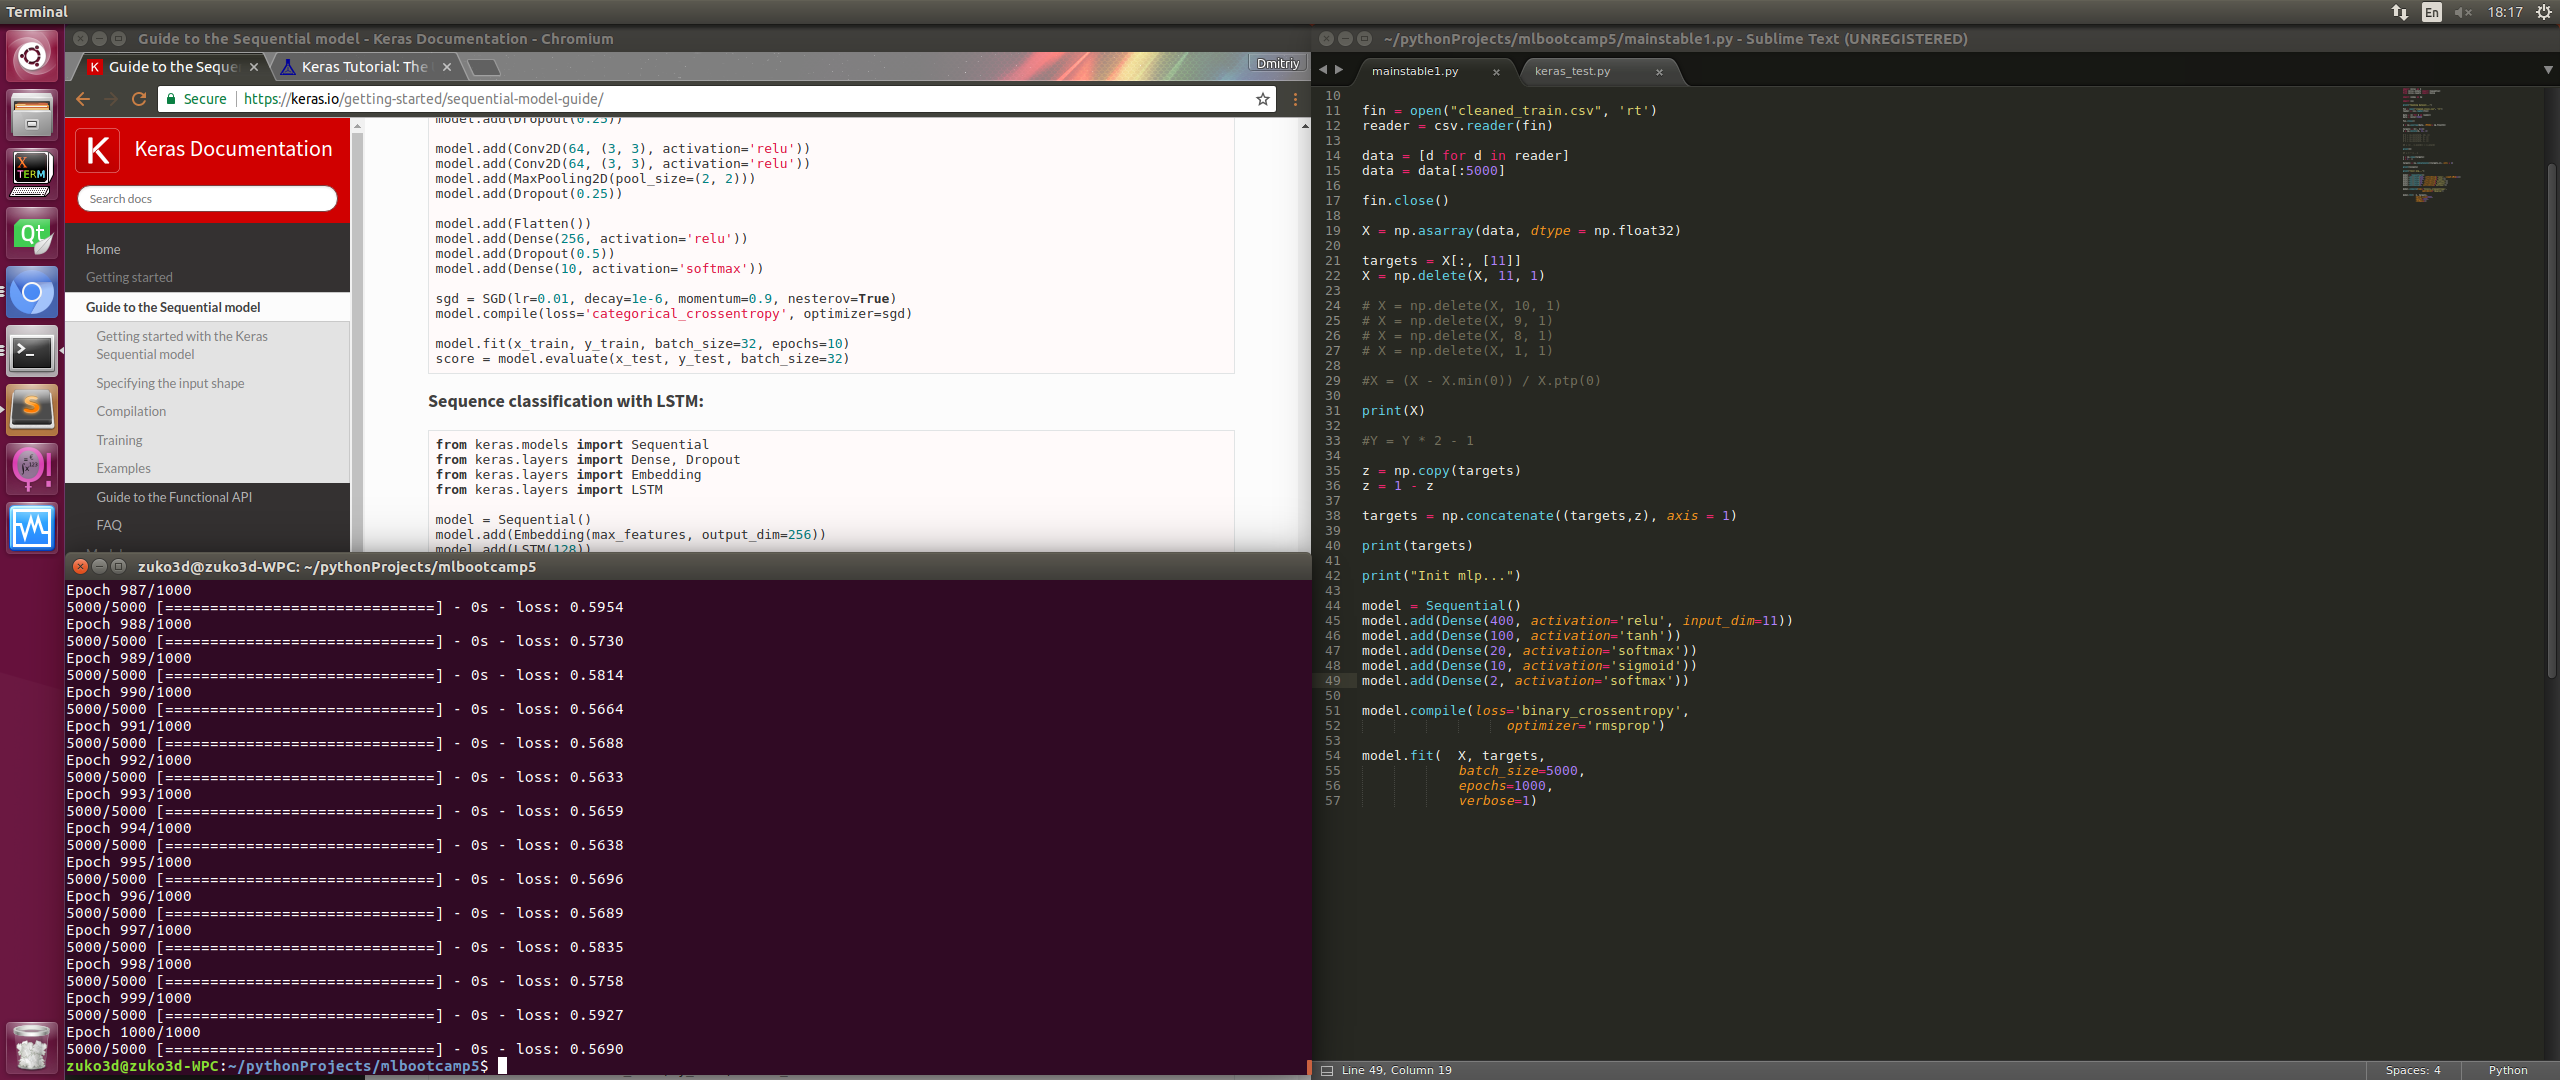 Terminal
En
18:17
Guide to the Sequential model - Keras Documentation - Chromium
Guide to the Seque
Keras Tutorial: The
Dmitriy
Secure
https://keras.io/getting-started/sequential-model-guide/
Keras Documentation
Search docs
Home
Getting started
Guide to the Sequential model
Getting started with the Keras
Sequential model
Specifying the input shape
Compilation
Training
Examples
Guide to the Functional API
FAQ
model.add(Dropout(0.25))
model.add(Conv2D(64, (3, 3), activation='relu'))
model.add(Conv2D(64, (3, 3), activation='relu'))
model.add(MaxPooling2D(pool_size=(2, 2)))
model.add(Dropout(0.25))
model.add(Flatten())
model.add(Dense(256, activation='relu'))
model.add(Dropout(0.5))
model.add(Dense(10, activation='softmax'))
sgd = SGD(lr=0.01, decay=1e-6, momentum=0.9, nesterov=True)
model.compile(loss='categorical_crossentropy', optimizer=sgd)
model.fit(x_train, y_train, batch_size=32, epochs=10)
score = model.evaluate(x_test, y_test, batch_size=32)
Sequence classification with LSTM:
from keras.models import Sequential
from keras.layers import Dense, Dropout
from keras.layers import Embedding
from keras.layers import LSTM
model = Sequential()
model.add(Embedding(max_features, output_dim=256))
model.add(LSTM(128))
zuko3d@zuko3d-WPC: ~/pythonProjects/mlbootcamp5
Epoch 987/1000
5000/5000 [==============================] - 0s - loss: 0.5954
Epoch 988/1000
5000/5000 [==============================] - 0s - loss: 0.5730
Epoch 989/1000
5000/5000 [==============================] - 0s - loss: 0.5814
Epoch 990/1000
5000/5000 [==============================] - 0s - loss: 0.5664
Epoch 991/1000
5000/5000 [==============================] - 0s - loss: 0.5688
Epoch 992/1000
5000/5000 [==============================] - 0s - loss: 0.5633
Epoch 993/1000
5000/5000 [==============================] - 0s - loss: 0.5659
Epoch 994/1000
5000/5000 [==============================] - 0s - loss: 0.5638
Epoch 995/1000
5000/5000 [==============================] - 0s - loss: 0.5696
Epoch 996/1000
5000/5000 [==============================] - 0s - loss: 0.5689
Epoch 997/1000
5000/5000 [==============================] - 0s - loss: 0.5835
Epoch 998/1000
5000/5000 [==============================] - 0s - loss: 0.5758
Epoch 999/1000
5000/5000 [==============================] - 0s - loss: 0.5927
Epoch 1000/1000
5000/5000 [==============================] - 0s - loss: 0.5690
zuko3d@zuko3d-WPC:~/pythonProjects/mlbootcamp5$
~/pythonProjects/mlbootcamp5/mainstable1.py - Sublime Text (UNREGISTERED)
mainstable1.py
keras_test.py
10
11 fin = open("cleaned_train.csv", 'rt')
12 reader = csv.reader(fin)
13
14 data = [d for d in reader]
15 data = data[:5000]
16
17 fin.close()
18
19 X = np.asarray(data, dtype = np.float32)
20
21 targets = X[:, [11]]
22 X = np.delete(X, 11, 1)
23
24 # X = np.delete(X, 10, 1)
25 # X = np.delete(X, 9, 1)
26 # X = np.delete(X, 8, 1)
27 # X = np.delete(X, 1, 1)
28
29 #X = (X - X.min(0)) / X.ptp(0)
30
31 print(X)
32
33 #Y = Y * 2 - 1
34
35 z = np.copy(targets)
36 z = 1 - z
37
38 targets = np.concatenate((targets,z), axis = 1)
39
40 print(targets)
41
42 print("Init mlp...")
43
44 model = Sequential()
45 model.add(Dense(400, activation='relu', input_dim=11))
46 model.add(Dense(100, activation='tanh'))
47 model.add(Dense(20, activation='softmax'))
48 model.add(Dense(10, activation='sigmoid'))
49 model.add(Dense(2, activation='softmax'))
50
51 model.compile(loss='binary_crossentropy',
52 optimizer='rmsprop')
53
54 model.fit(  X, targets,
55 batch_size=5000,
56 epochs=1000,
57 verbose=1)
Line 49, Column 19
Spaces: 4
Python